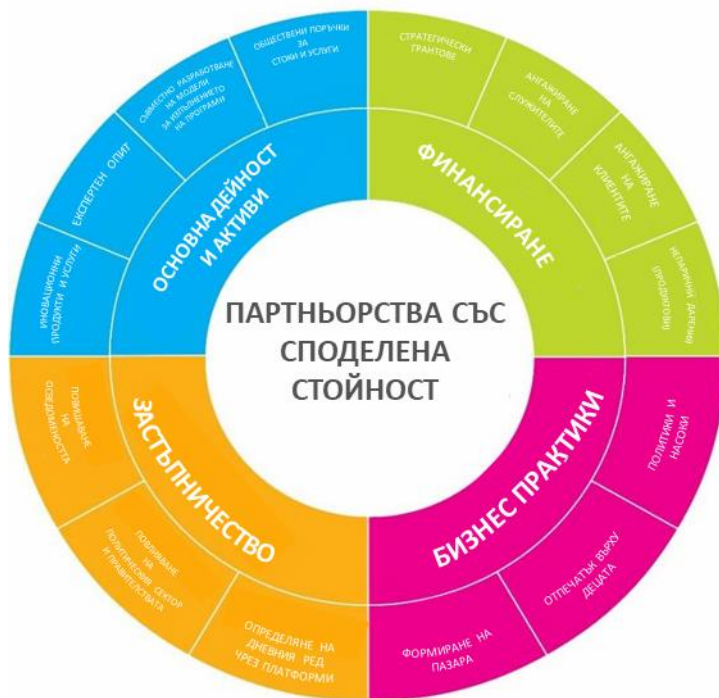 ПАРТНЬОРСТВА СЪС
СПОДЕЛЕНА
СТОЙНОСТ
ОСНОВНА ДЕЙНОСТ
И АКТИВИ
ИНОВАЦИОННИ
ПРОДУКТИ И УСЛУГИ
ЕКСПЕРТЕН ОПИТ
СЪВМЕСТНО РАЗРАБОТВАНЕ
НА МОДЕЛИ
ЗА ИЗПЪЛНЕНИЕТО
НА ПРОГРАМИ
ОБЩЕСТВЕНИ ПОРЪЧКИ
ЗА
СТОКИ И УСЛУГИ
ФИНАНСИРАНЕ
СТРАТЕГИЧЕСКИ
ГРАНТОВЕ
АНГАЖИРАНЕ
НА
СЛУЖИТЕЛИТЕ
АНГАЖИРАНЕ
НА
КЛИЕНТИТЕ
НЕПАРИЧНИ ДАРЕНИЯ
(ПРОДУКТОВИ)
БИЗНЕС ПРАКТИКИ
ПОЛИТИКИ И
НАСОКИ
ОТПЕЧАТЪК ВЪРХУ
ДЕЦАТА
ФОРМИРАНЕ НА
ПАЗАРА
ЗАСТЪПНИЧЕСТВО
ОПРЕДЕЛЯНЕ НА
ДНЕВНИЯ РЕД
ЧРЕЗ ПЛАТФОРМИ
ПОВЛИЯВАНЕ
НА
ПОЛИТИЧЕСКИЯ СЕКТОР
И ПРАВИТЕЛСТВАТА
ПОВИШАВАНЕ
НА
ОСВЕДОМЕНОСТТА